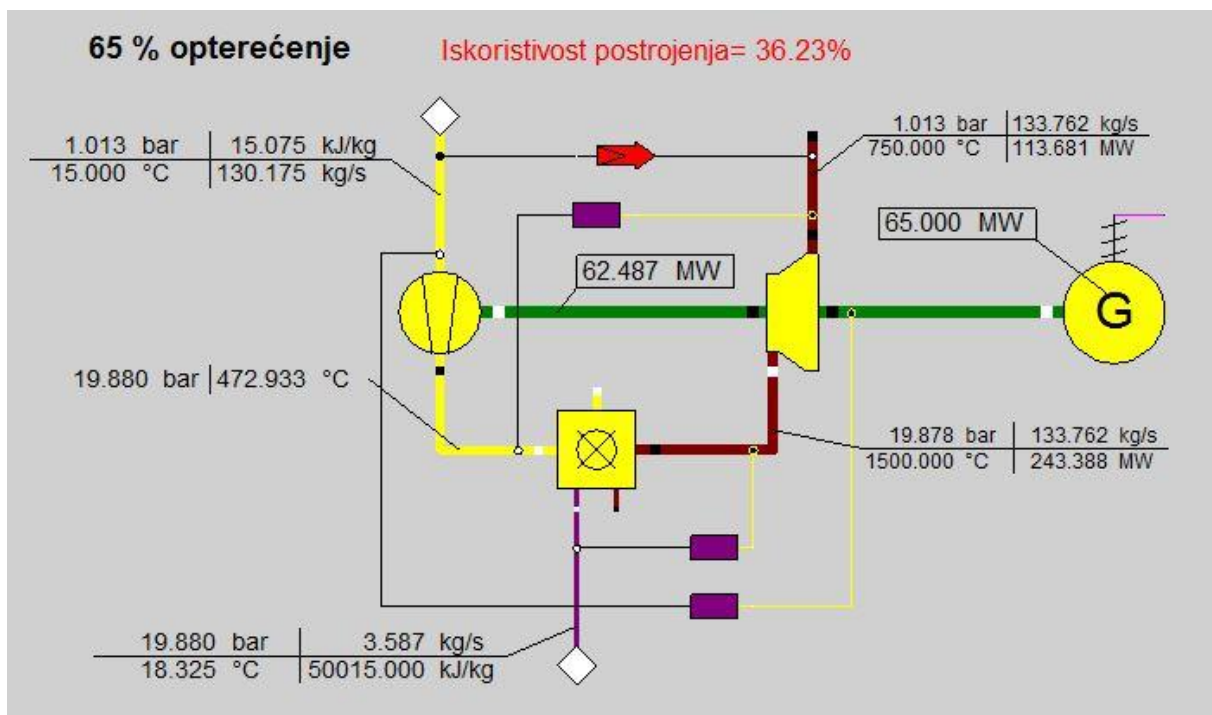 65 % opterećenje
Iskoristivost postrojenja= 36.23%
1.013 bar 15.075 kJ/kg
15.000 °C 130.175 kg/s
1.013 bar 133.762 kg/s
750.000 °C 113.681 MW
65.000 MW
62.487 MW
G
19.880 bar 472.933 °C
19.878 bar 133.762 kg/s
1500.000 °C 243.388 MW
19.880 bar 3.587 kg/s
18.325 °C 50015.000 kJ/kg